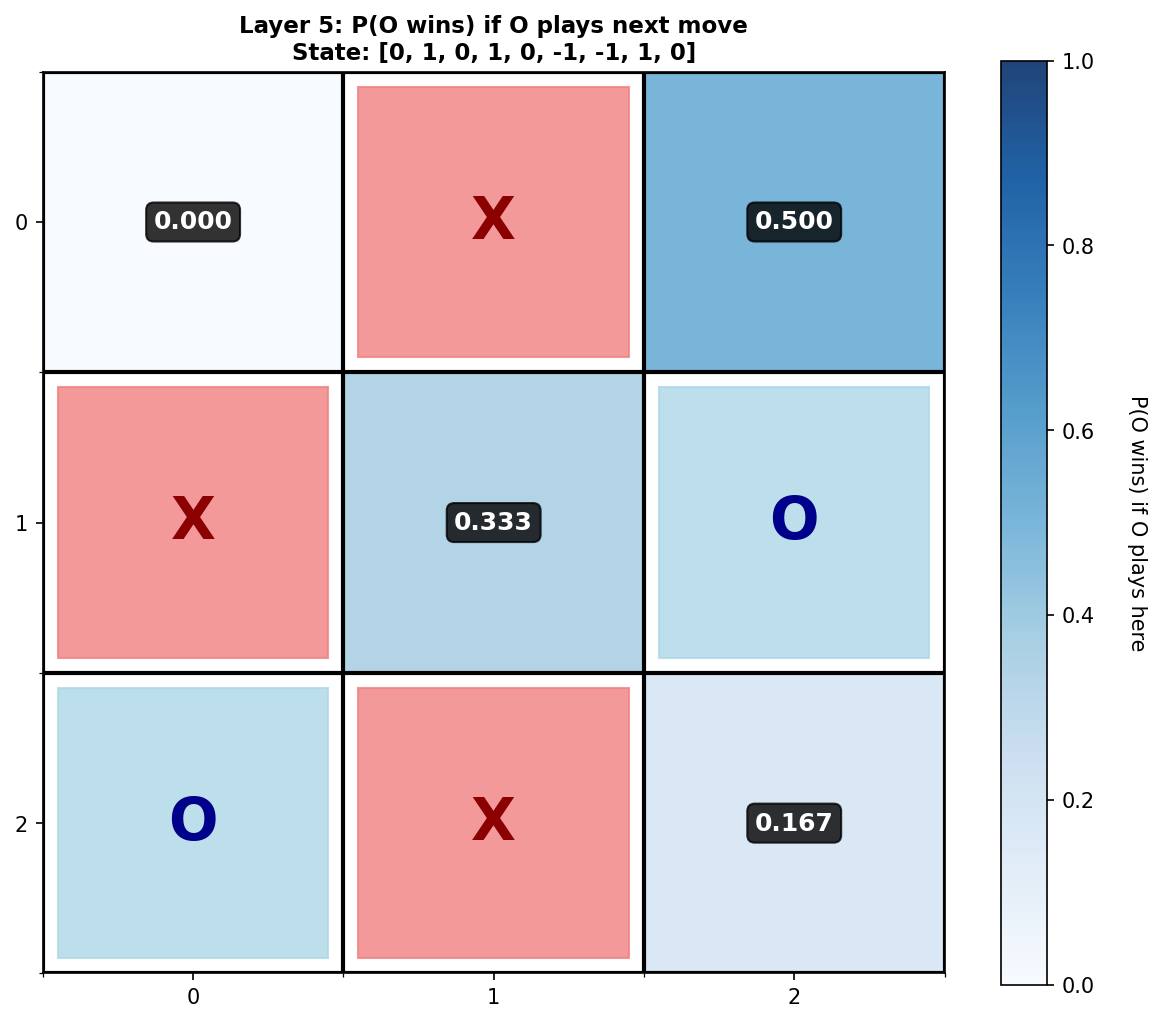 Layer 5: P(O wins) if O plays next move
State: [0, 1, 0, 1, 0, -1, -1, 1, 0]
0.000 X 0.500
X 0.333 O
O X 0.167
0
1
2
0 1 2
1.0
0.8
0.6
0.4
0.2
0.0
P(O wins) if O plays here